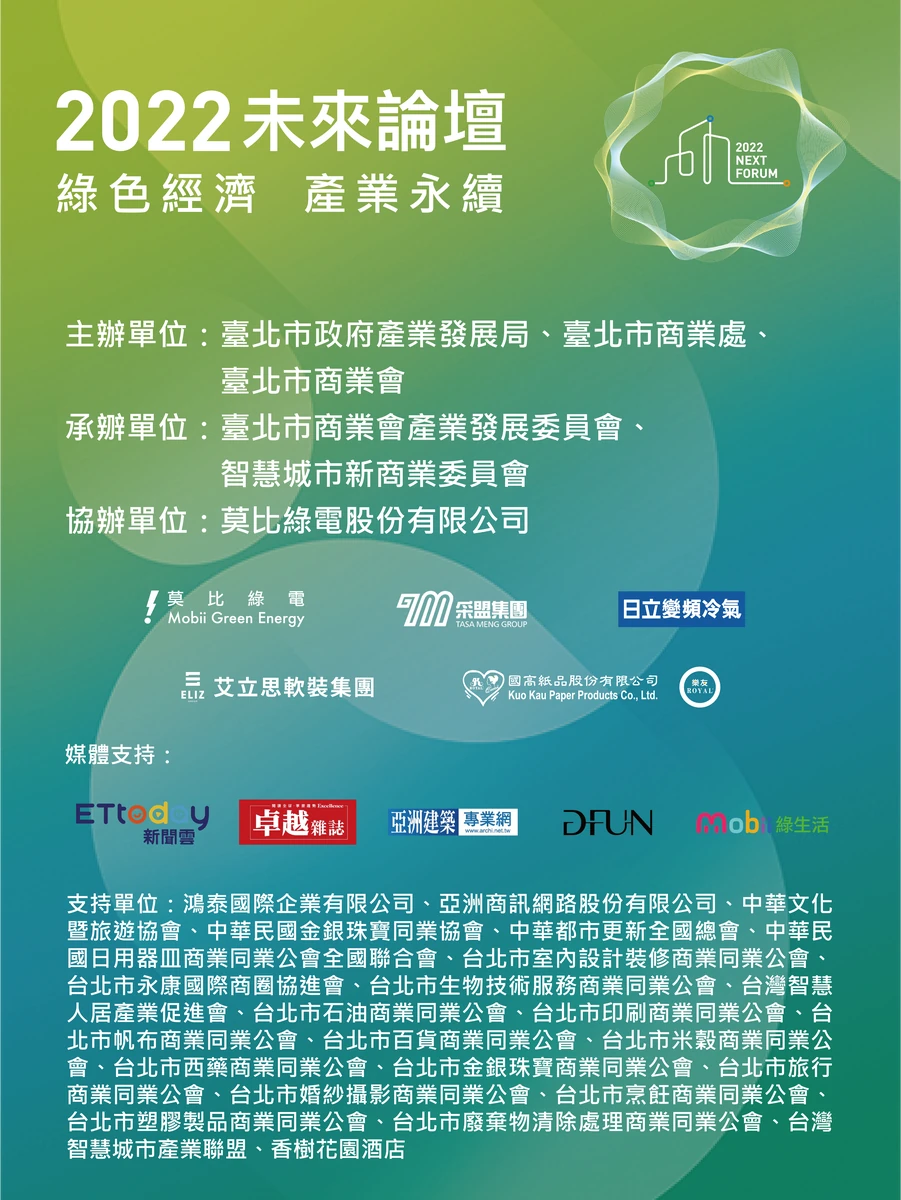 2022未來論壇
綠色經濟 產業永續
2022
NEXT
FORUM
主辦單位：臺北市政府產業發展局、臺北市商業處、
臺北市商業會
承辦單位：臺北市商業會產業發展委員會、
智慧城市新商業委員會
協辦單位：莫比綠電股份有限公司
莫比綠電
Mobii Green Energy
采盟集團
TASA MENG GROUP
日立變頻冷氣
ELIZ 艾立思軟裝集團
國高紙品股份有限公司
Kuo Kau Paper Products Co., Ltd.
樂友
ROYAL
媒體支持：
ETtoday
新聞雲
Excellence
卓越雜誌
亞洲建築專業網
www.archi.net.tw
DFUN
Mobi 綠生活
支持單位：鴻泰國際企業有限公司、亞洲商訊網路股份有限公司、中華文化
暨旅遊協會、中華民國金銀珠寶同業協會、中華都市更新全國總會、中華民
國日用器皿商業同業公會全國聯合會、台北市室內設計裝修商業同業公會、
台北市永康國際商圈協進會、台北市生物技術服務商業同業公會、台灣智慧
人居產業促進會、台北市石油商業同業公會、台北市印刷商業同業公會、台
北市帆布商業同業公會、台北市百貨商業同業公會、台北市米穀商業同業公
會、台北市西藥商業同業公會、台北市金銀珠寶商業同業公會、台北市旅行
商業同業公會、台北市婚紗攝影商業同業公會、台北市烹飪商業同業公會、
台北市塑膠製品商業同業公會、台北市廢棄物清除處理商業同業公會、台灣
智慧城市產業聯盟、香樹花園酒店